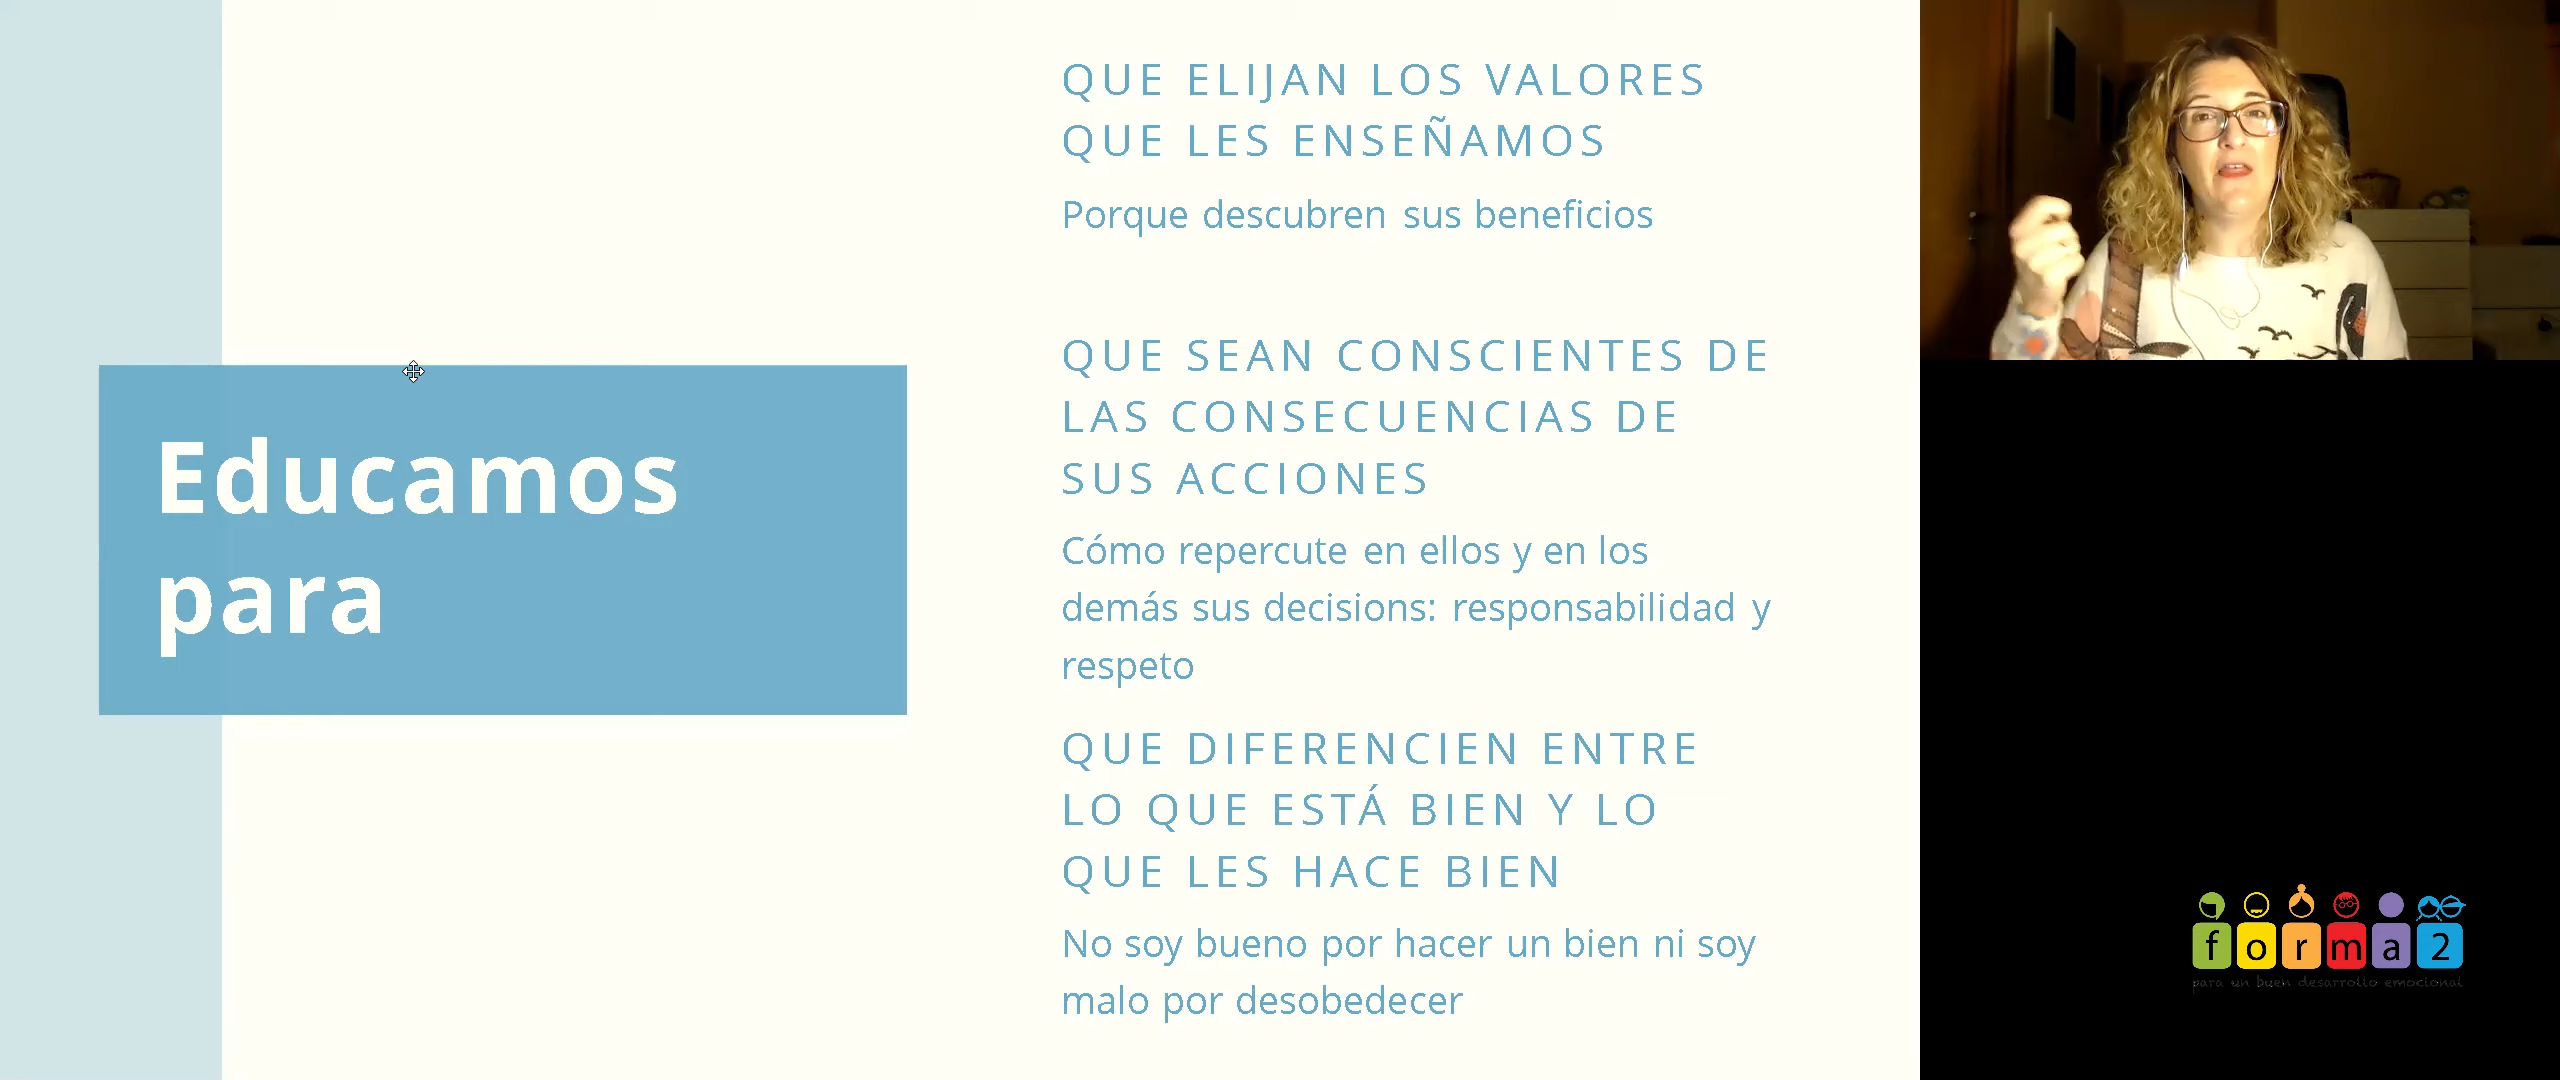 Educamos
para
QUE ELIJAN LOS VALORES
QUE LES ENSEÑAMOS
Porque descubren sus beneficios
QUE SEAN CONSCIENTES DE
LAS CONSECUENCIAS DE
SUS ACCIONES
Cómo repercute en ellos y en los
demás sus decisions: responsabilidad y
respeto
QUE DIFERENCIEN ENTRE
LO QUE ESTÁ BIEN Y LO
QUE LES HACE BIEN
No soy bueno por hacer un bien ni soy
malo por desobedecer
forma2
para un buen desarrollo emocional